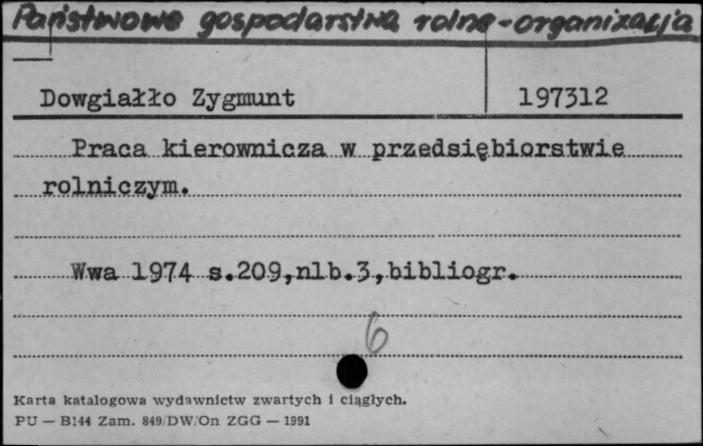 Państwowe gospodarstwa rolne-organizacja
Dowgiałło Zygmunt 197312
Praca kierownicza w przedsiębiorstwie
rolniczym.
Wwa 1974 s.209,nlb.3,bibliogr.
6
Karta katalogowa wydawnictw zwartych i ciągłych.
PU — B144 Zam. 849/DW/On ZGG — 1991